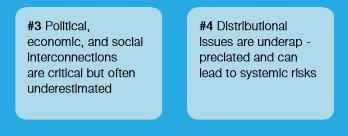 #3 Political,
economic, and social
interconnections
are critical but often
underestimated
#4 Distributional
issues are underap -
preciated and can
lead to systemic risks